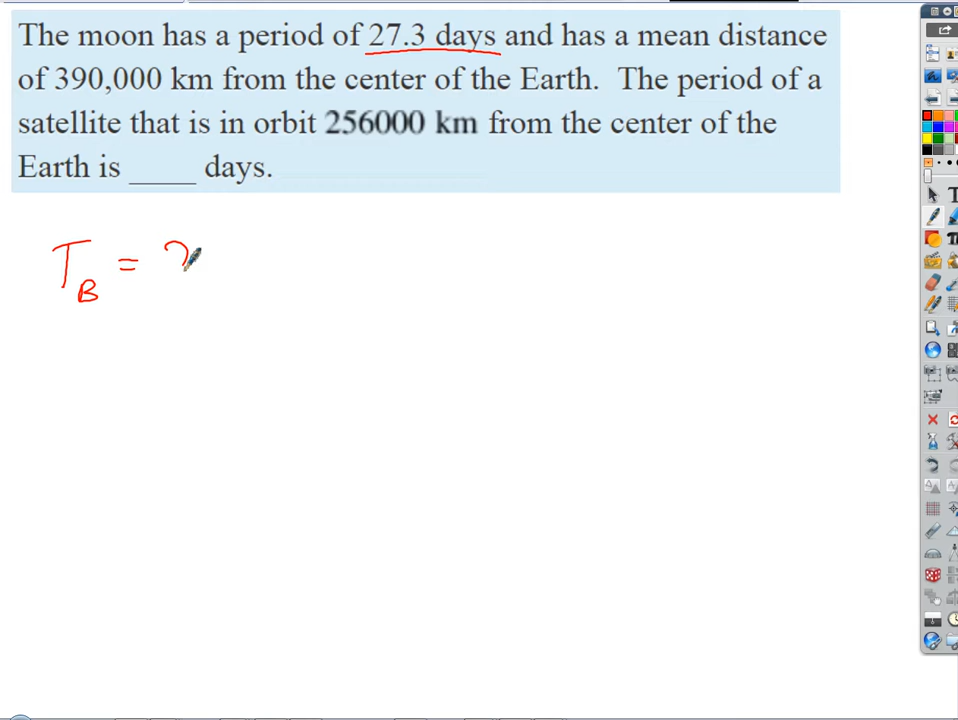 The moon has a period of 27.3 days and has a mean distance
of 390,000 km from the center of the Earth. The period of a
satellite that is in orbit 256000 km from the center of the
Earth is ____ days.
T_B = 2